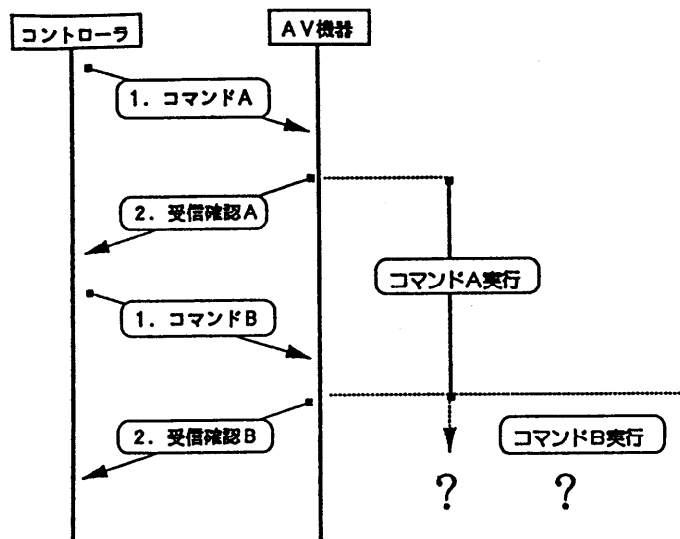 コントローラ
AV機器
1. コマンドA
2. 受信確認A
コマンドA実行
1. コマンドB
2. 受信確認B
コマンドB実行
? ?